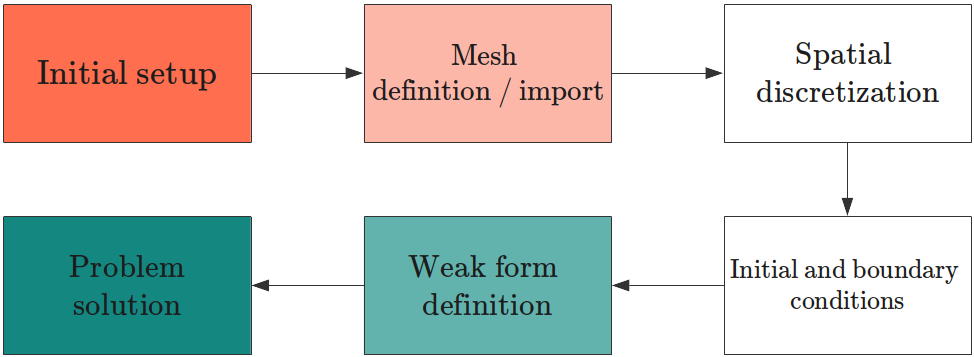 Initial setup
Mesh
definition / import
Spatial
discretization
Initial and boundary
conditions
Weak form
definition
Problem
solution